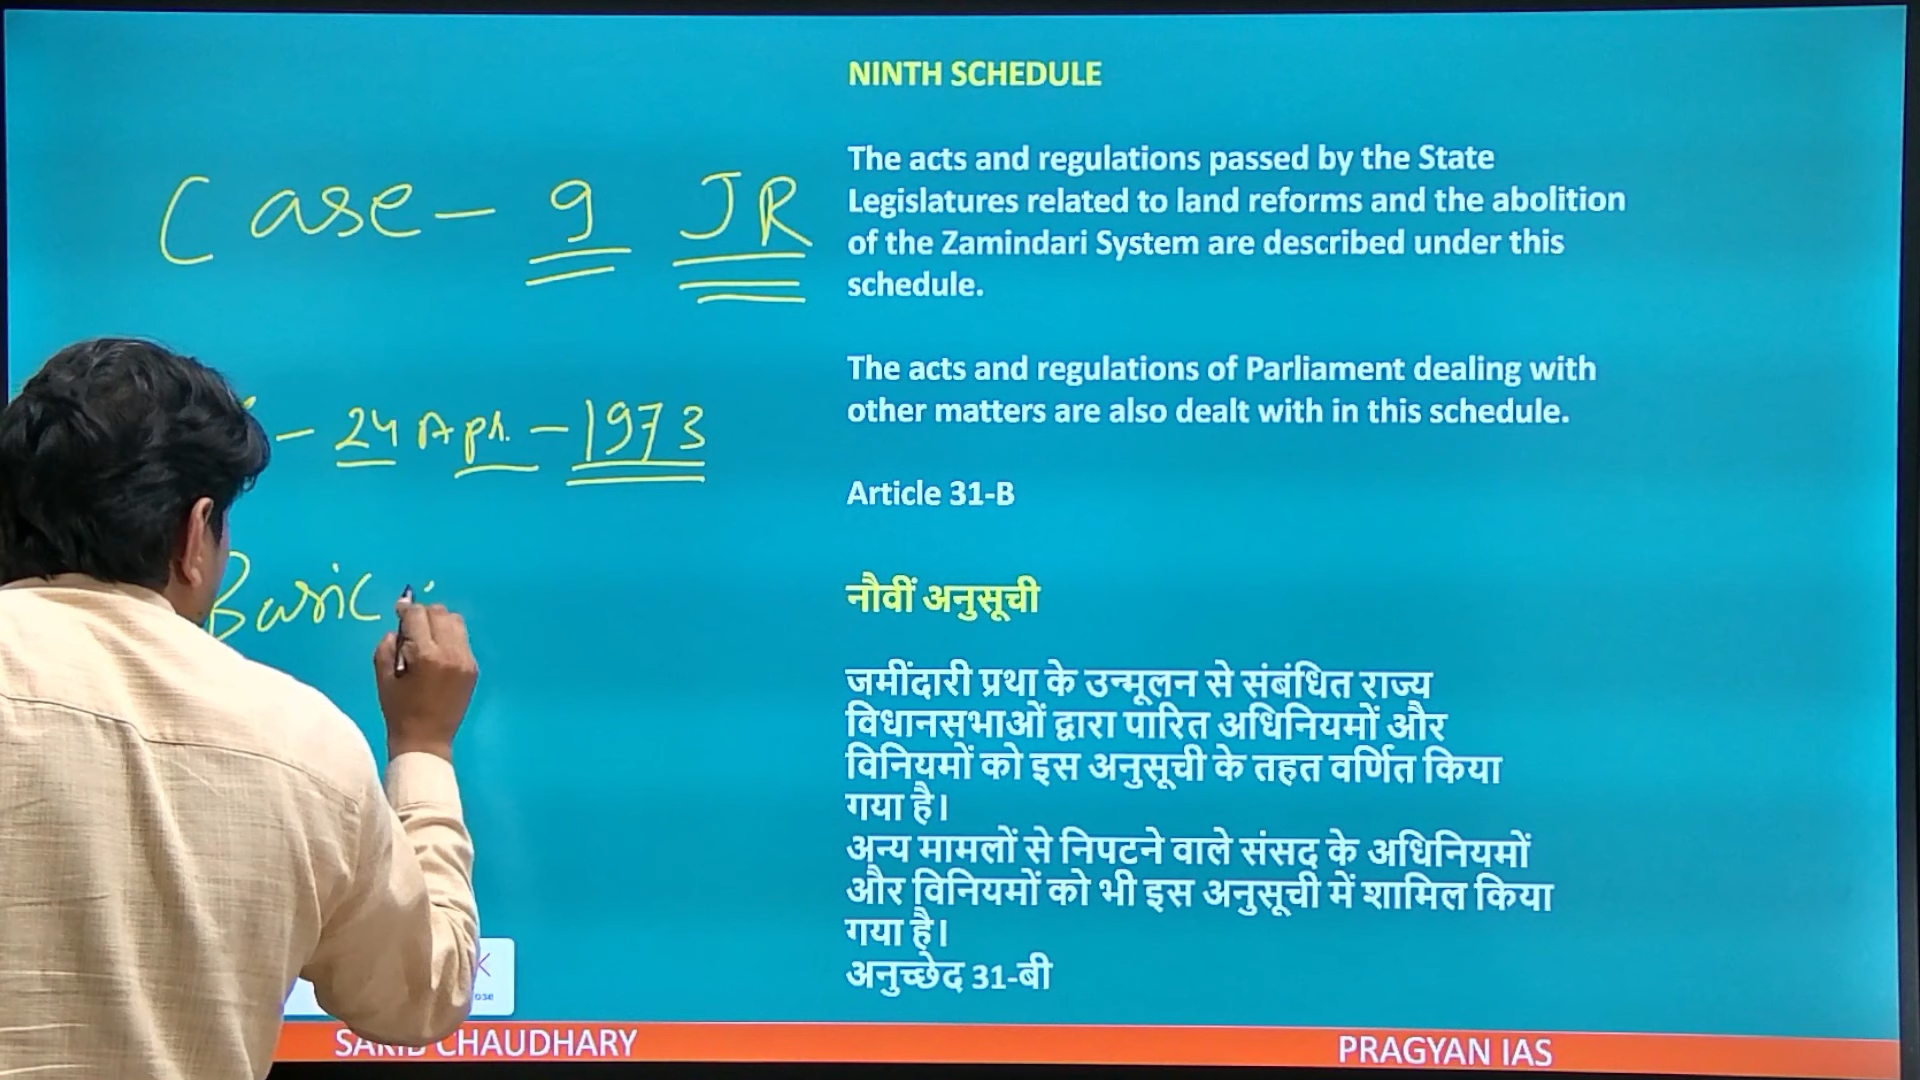 Case - 9 JR
- 24 Apr. - 1973
Basic
NINTH SCHEDULE
The acts and regulations passed by the State
Legislatures related to land reforms and the abolition
of the Zamindari System are described under this
schedule.
The acts and regulations of Parliament dealing with
other matters are also dealt with in this schedule.
Article 31-B
नौवीं अनुसूची
जमींदारी प्रथा के उन्मूलन से संबंधित राज्य
विधानसभाओं द्वारा पारित अधिनियमों और
विनियमों को इस अनुसूची के तहत वर्णित किया
गया है।
अन्य मामलों से निपटने वाले संसद के अधिनियमों
और विनियमों को भी इस अनुसूची में शामिल किया
गया है।
अनुच्छेद 31-बी
CHAUDHARY
PRAGYAN IAS